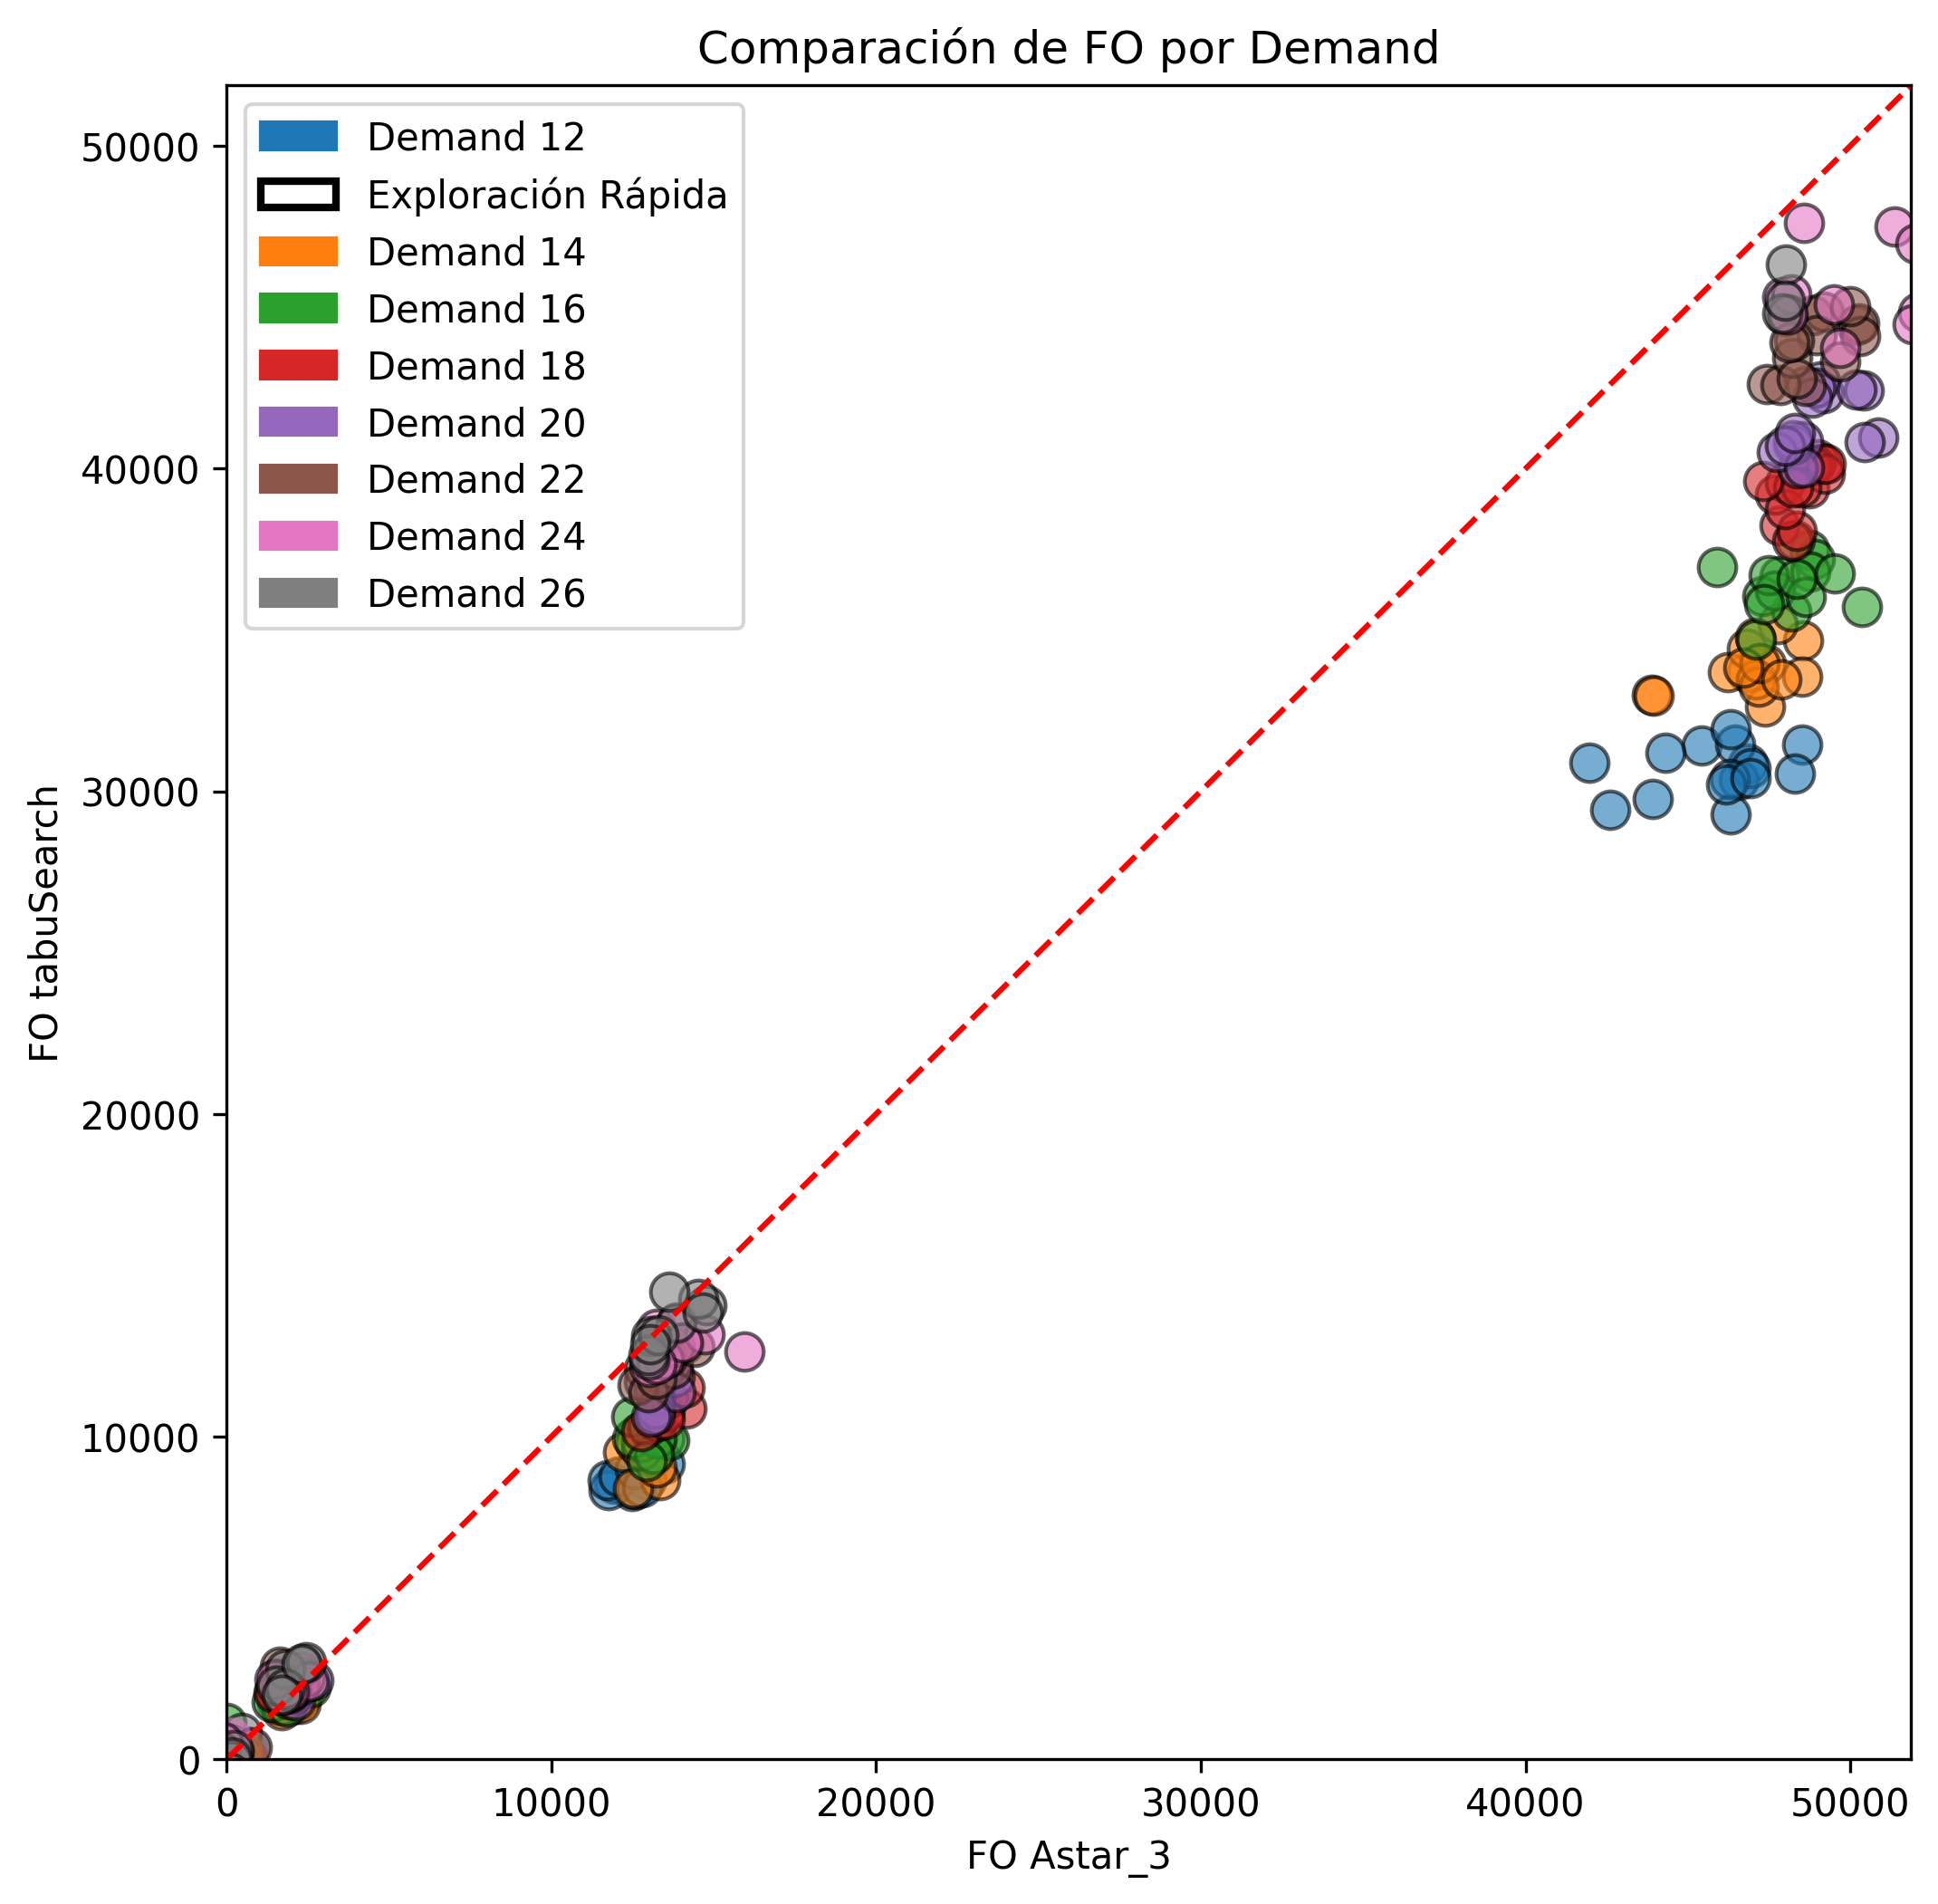 Comparación de FO por Demand
Demand 12
Exploración Rápida
Demand 14
Demand 16
Demand 18
Demand 20
Demand 22
Demand 24
Demand 26
50000
40000
30000
20000
10000
0
FO tabuSearch
0
10000
20000
30000
40000
50000
FO Astar_3